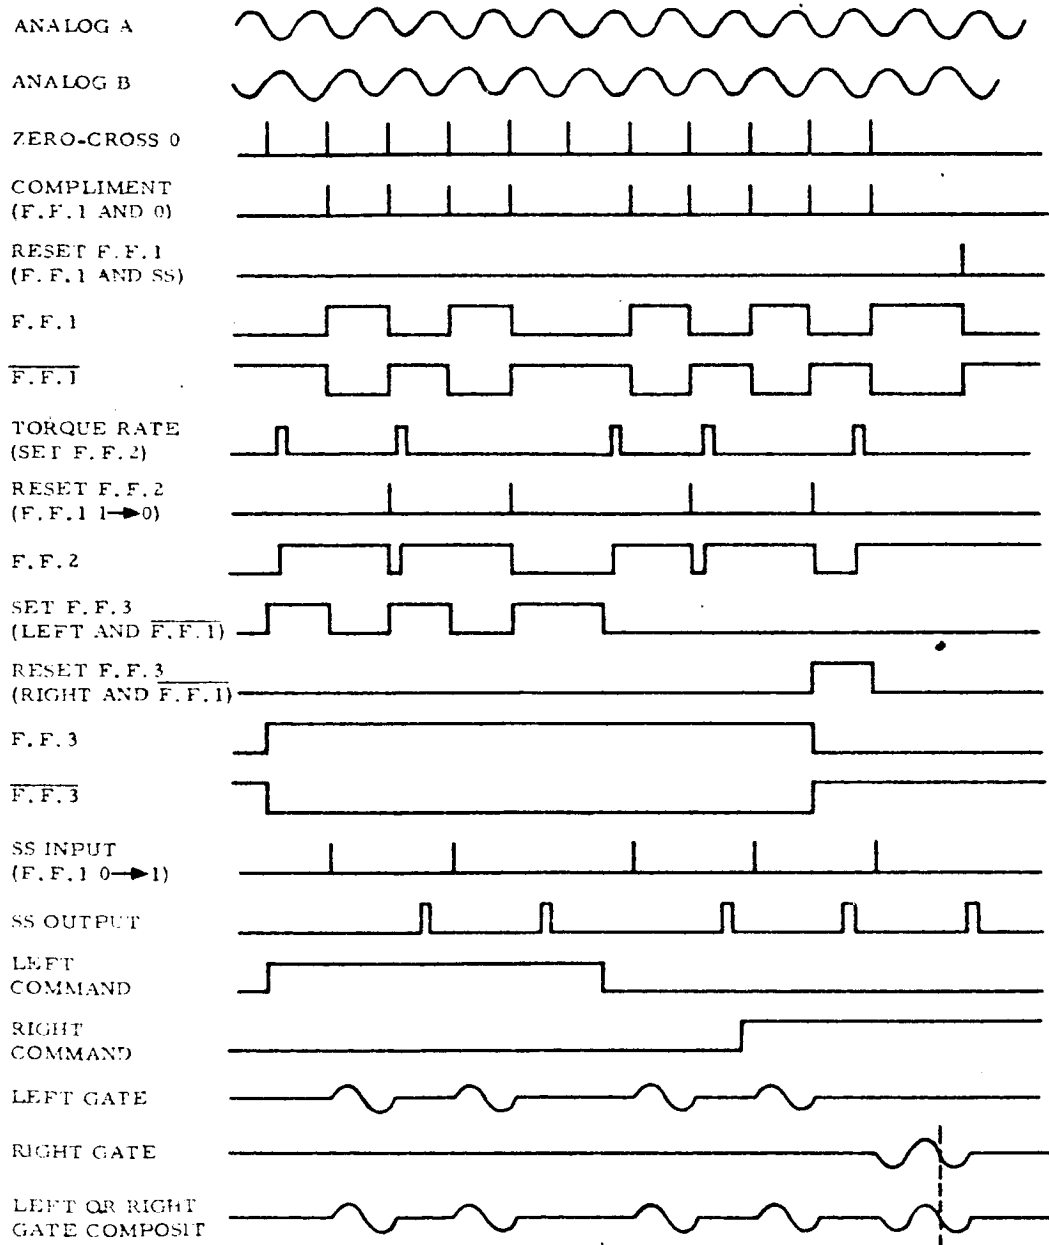 ANALOG A
ANALOG B
ZERO-CROSS 0
COMPLIMENT
(F.F.1 AND 0)
RESET F.F.1
(F.F.1 AND SS)
F.F.1
F.F.1
TORQUE RATE
(SET F.F.2)
RESET F.F.2
(F.F.1 1→0)
F.F.2
SET F.F.3
(LEFT AND F.F.1)
RESET F.F.3
(RIGHT AND F.F.1)
F.F.3
F.F.3
SS INPUT
(F.F.1 0→1)
SS OUTPUT
LEFT
COMMAND
RIGHT
COMMAND
LEFT GATE
RIGHT GATE
LEFT OR RIGHT
GATE COMPOSIT